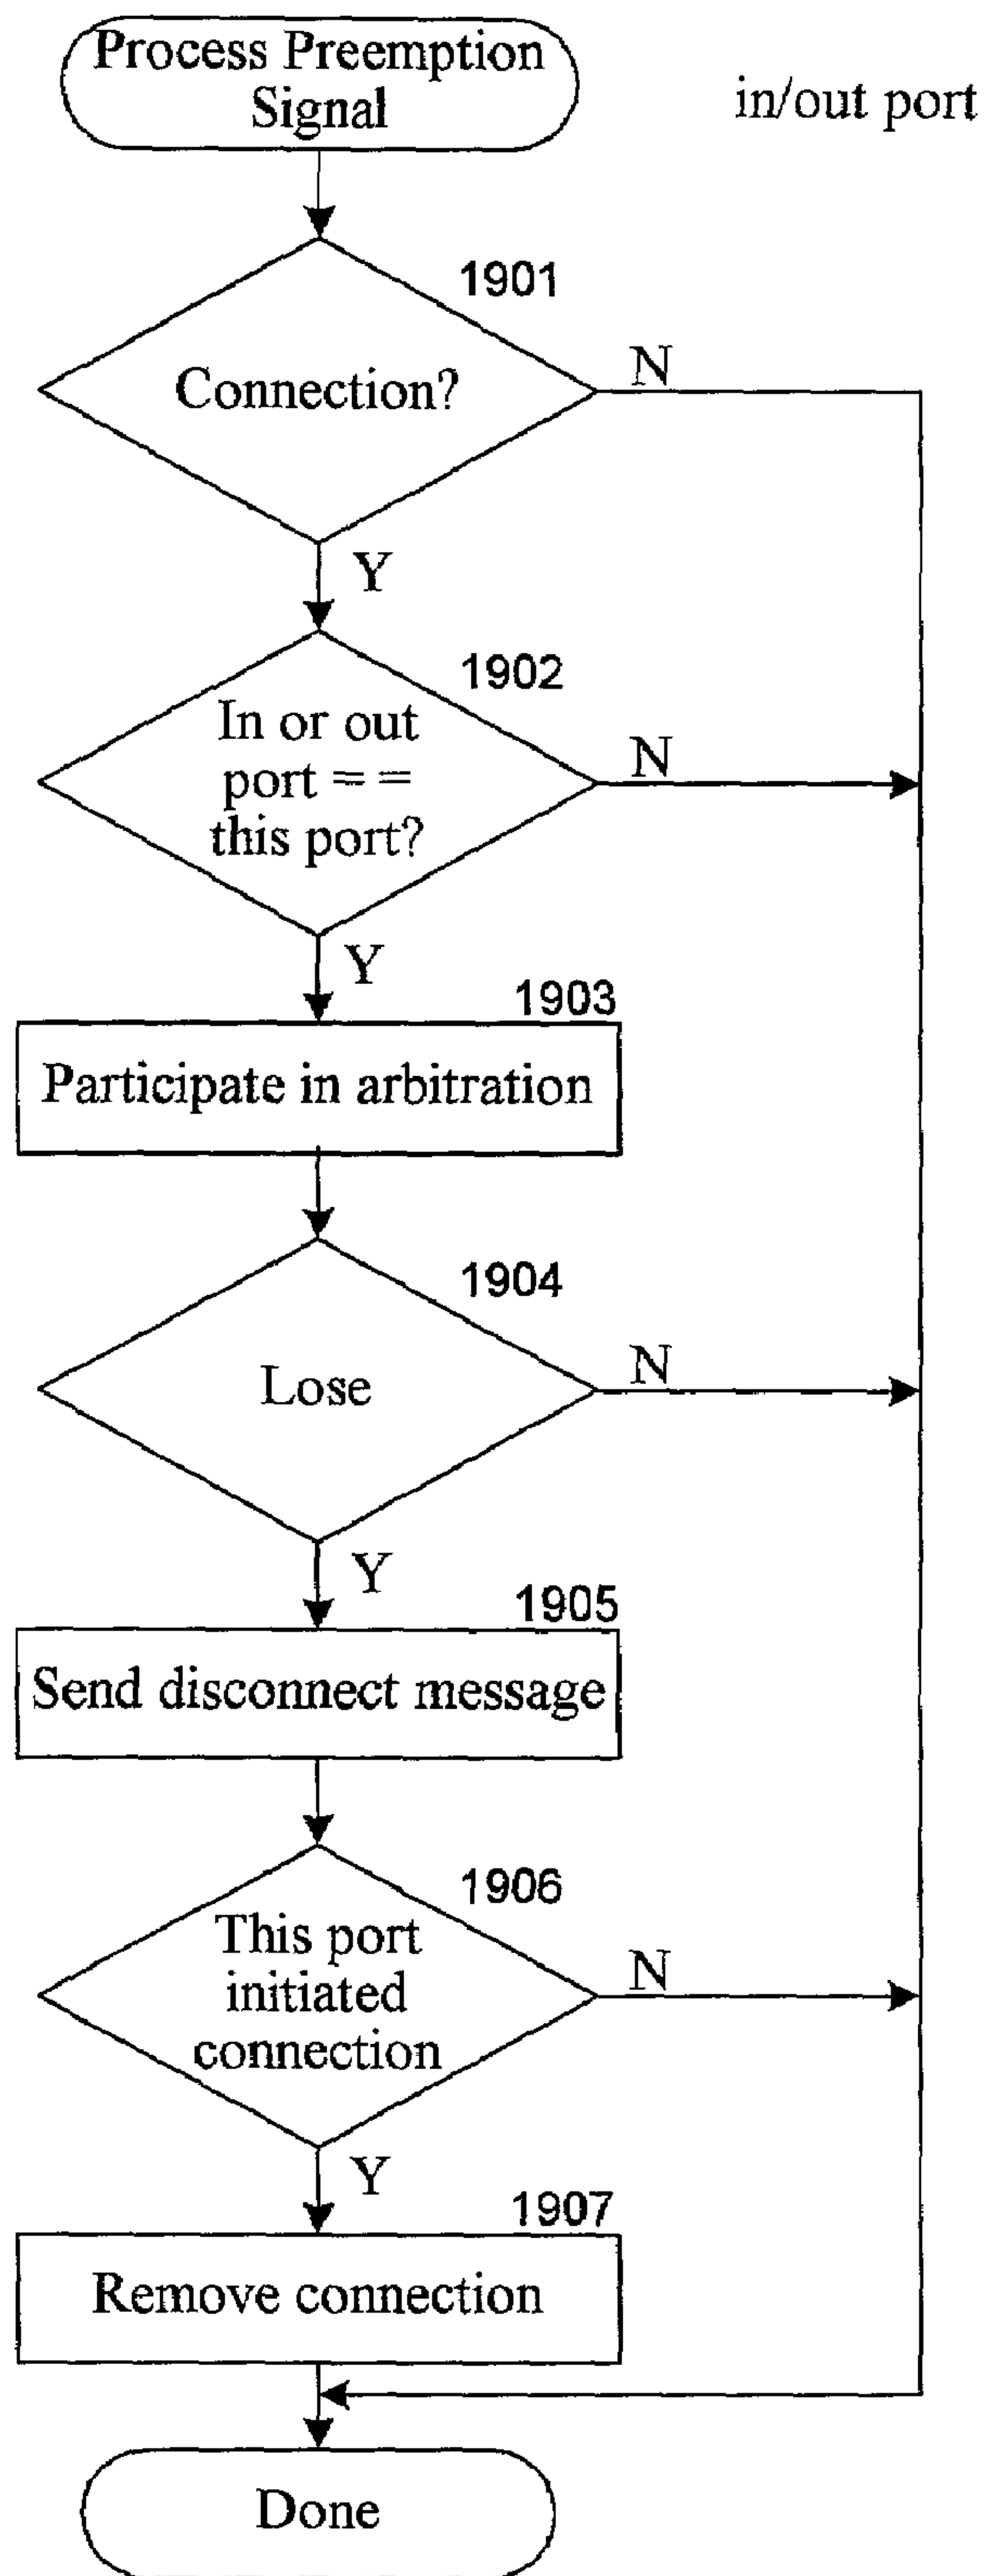 Process Preemption
Signal
in/out port
1901
Connection?
N
Y
1902
In or out
port = =
this port?
N
Y
1903
Participate in arbitration
1904
Lose
N
Y
1905
Send disconnect message
1906
This port
initiated
connection
N
Y
1907
Remove connection
Done